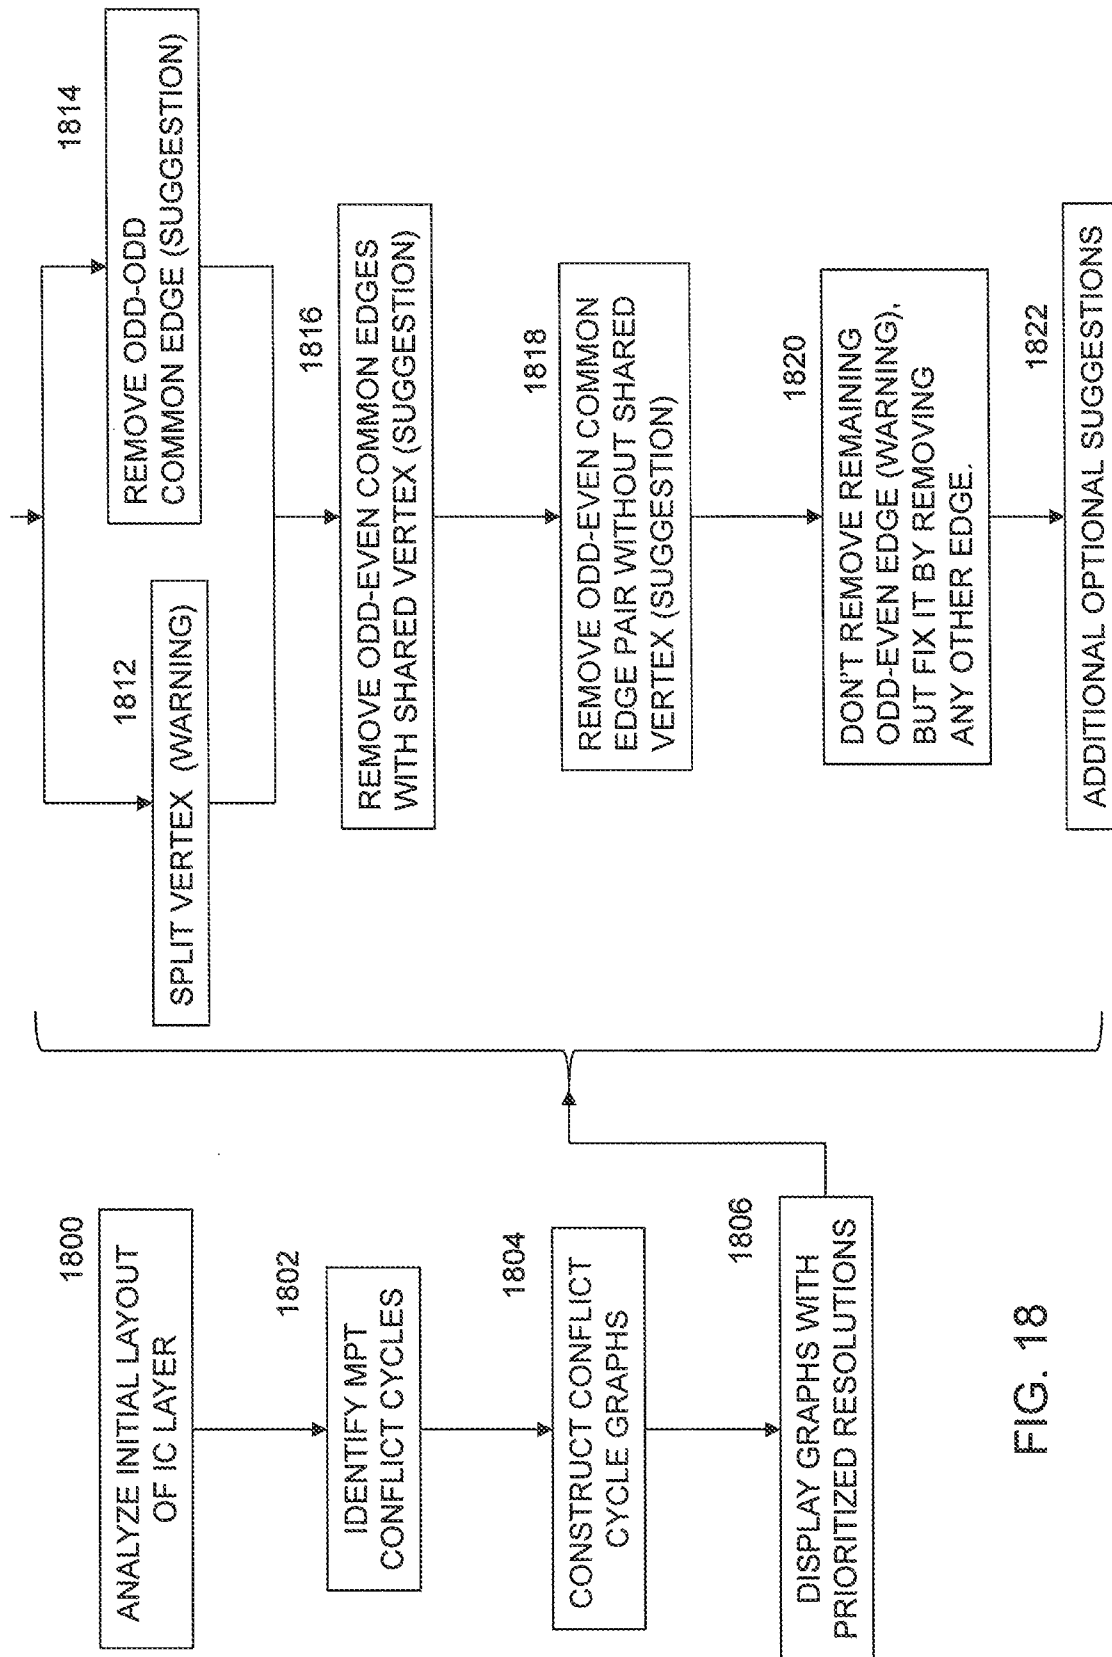 1800
ANALYZE INITIAL LAYOUT
OF IC LAYER
1802
IDENTIFY MPT
CONFLICT CYCLES
1804
CONSTRUCT CONFLICT
CYCLE GRAPHS
1806
DISPLAY GRAPHS WITH
PRIORITIZED RESOLUTIONS
1812
SPLIT VERTEX (WARNING)
1814
REMOVE ODD-ODD
COMMON EDGE (SUGGESTION)
1816
REMOVE ODD-EVEN COMMON EDGES
WITH SHARED VERTEX (SUGGESTION)
1818
REMOVE ODD-EVEN COMMON
EDGE PAIR WITHOUT SHARED
VERTEX (SUGGESTION)
1820
DON'T REMOVE REMAINING
ODD-EVEN EDGE (WARNING),
BUT FIX IT BY REMOVING
ANY OTHER EDGE.
1822
ADDITIONAL OPTIONAL SUGGESTIONS
FIG. 18